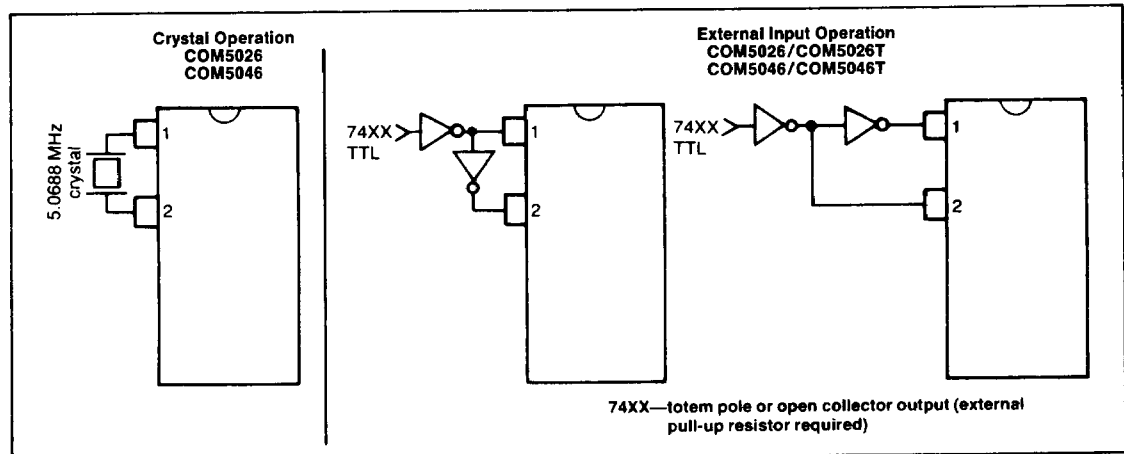 Crystal Operation
COM5026
COM5046
5.0688 MHz
crystal
1
2
External Input Operation
COM5026/COM5026T
COM5046/COM5046T
74XX
TTL
1
2
74XX
TTL
1
2
74XX—totem pole or open collector output (external
pull-up resistor required)